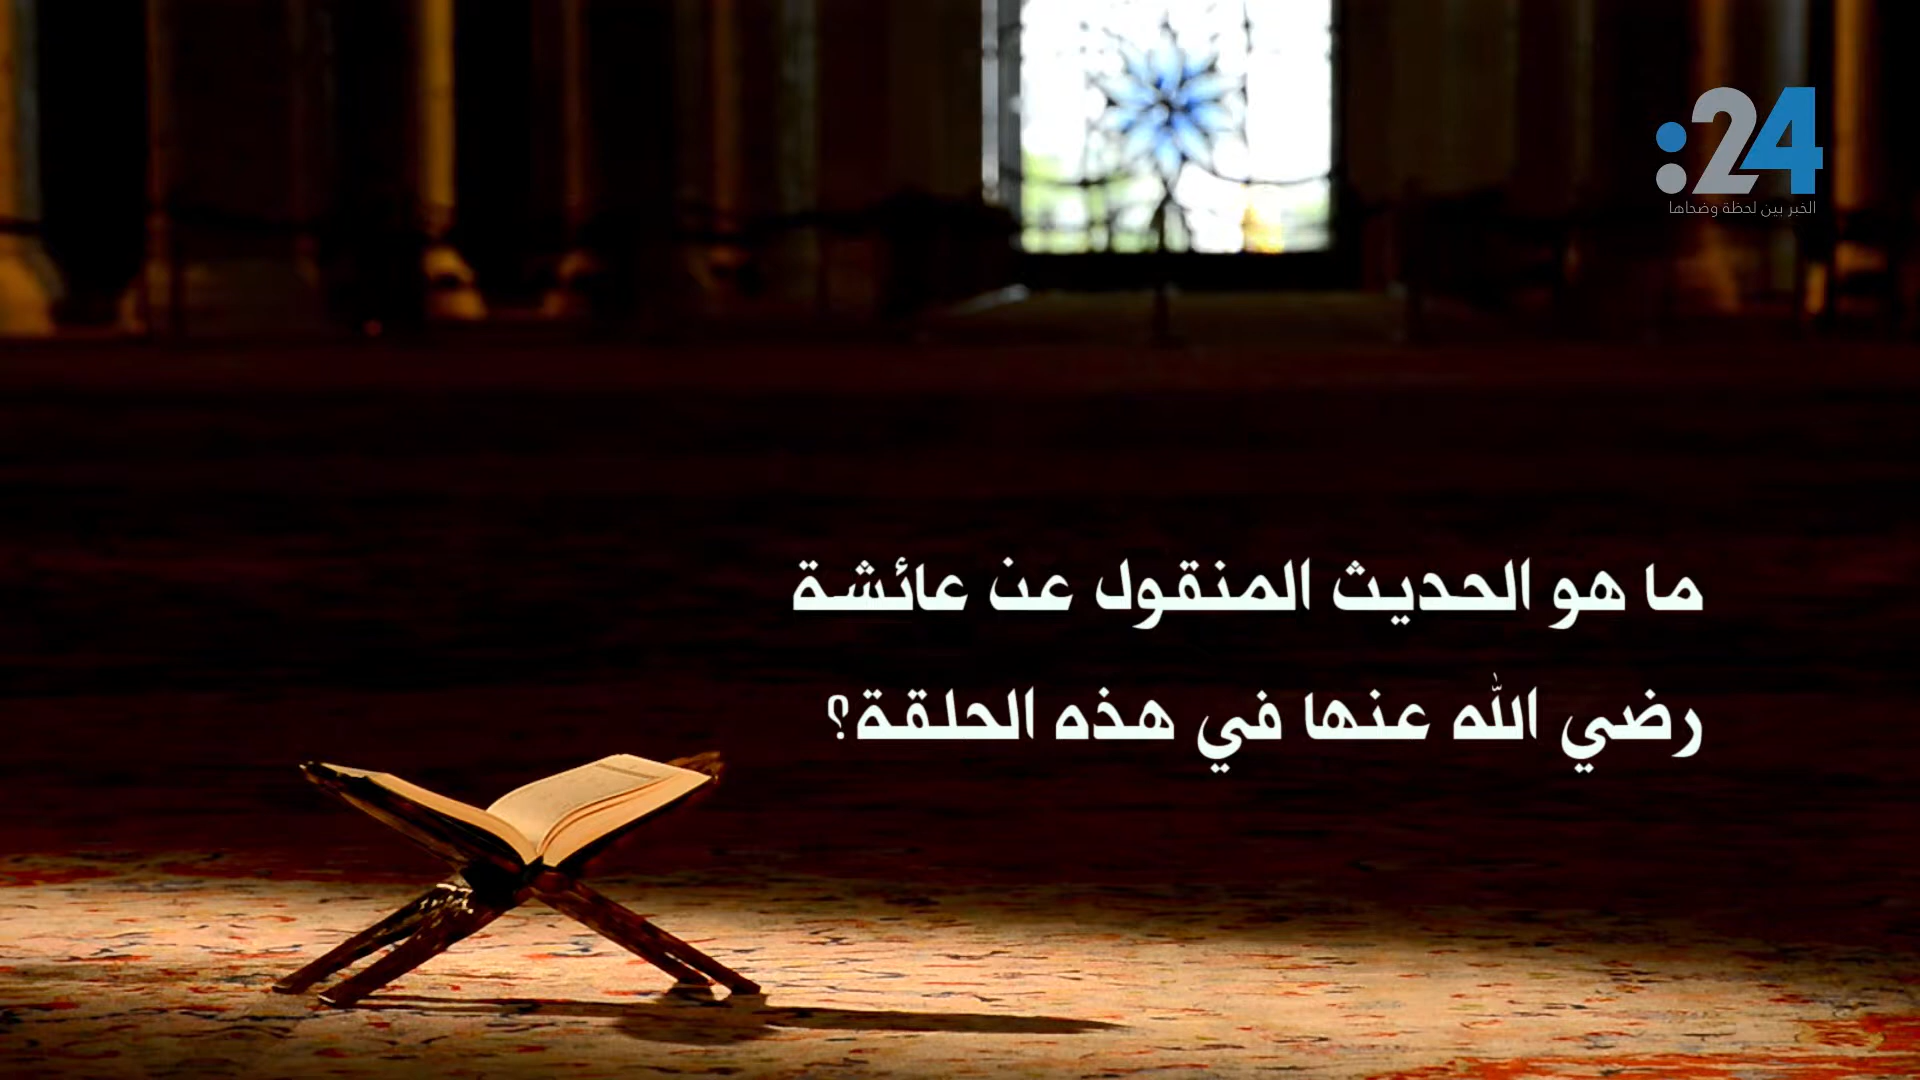 :24
الخبر بين لحظة وضحاها
ما هو الحديث المنقول عن عائشة
رضي الله عنها في هذه الحلقة؟